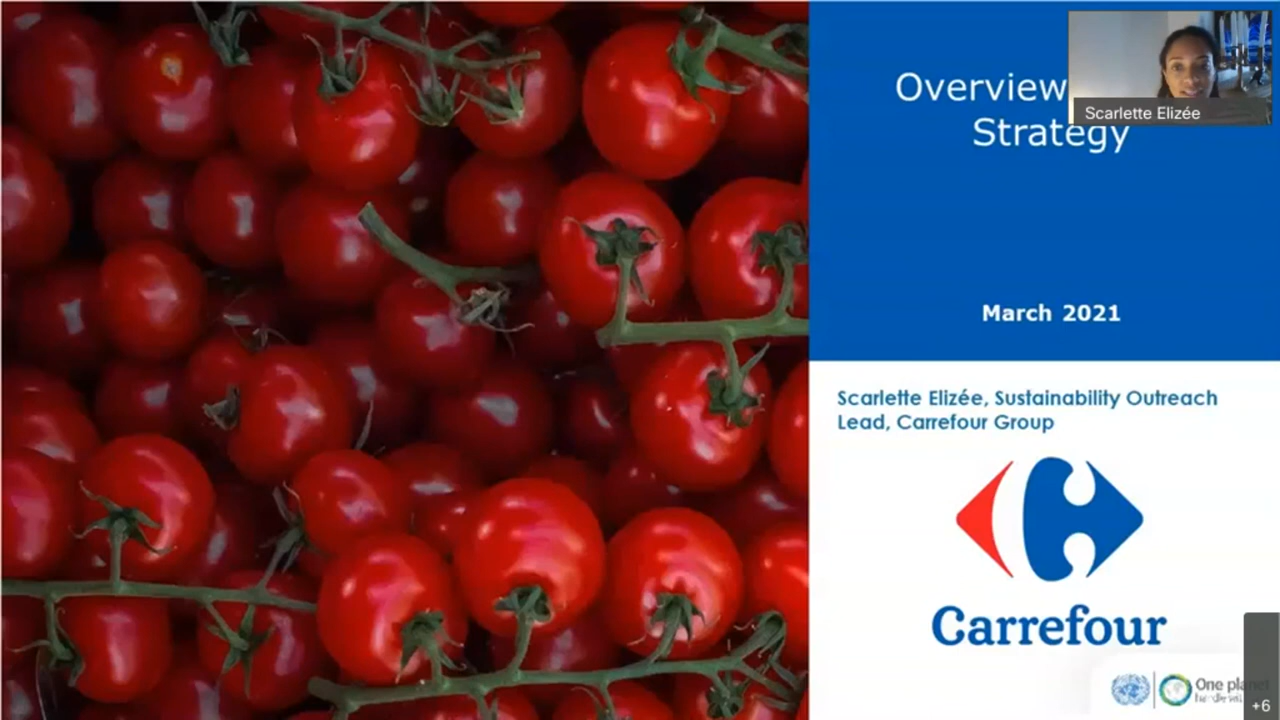 Overview
Strategy
Scarlette Elizée
March 2021
Scarlette Elizée, Sustainability Outreach
Lead, Carrefour Group
Carrefour
One planet
+6